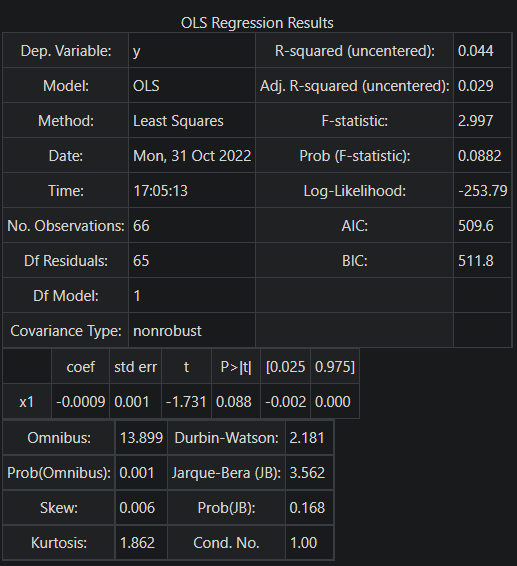 OLS Regression Results
Dep. Variable: y R-squared (uncentered): 0.044
Model: OLS Adj. R-squared (uncentered): 0.029
Method: Least Squares F-statistic: 2.997
Date: Mon, 31 Oct 2022 Prob (F-statistic): 0.0882
Time: 17:05:13 Log-Likelihood: -253.79
No. Observations: 66 AIC: 509.6
Df Residuals: 65 BIC: 511.8
Df Model: 1
Covariance Type: nonrobust
coef std err t P>|t| [0.025 0.975]
x1 -0.0009 0.001 -1.731 0.088 -0.002 0.000
Omnibus: 13.899 Durbin-Watson: 2.181
Prob(Omnibus): 0.001 Jarque-Bera (JB): 3.562
Skew: 0.006 Prob(JB): 0.168
Kurtosis: 1.862 Cond. No. 1.00